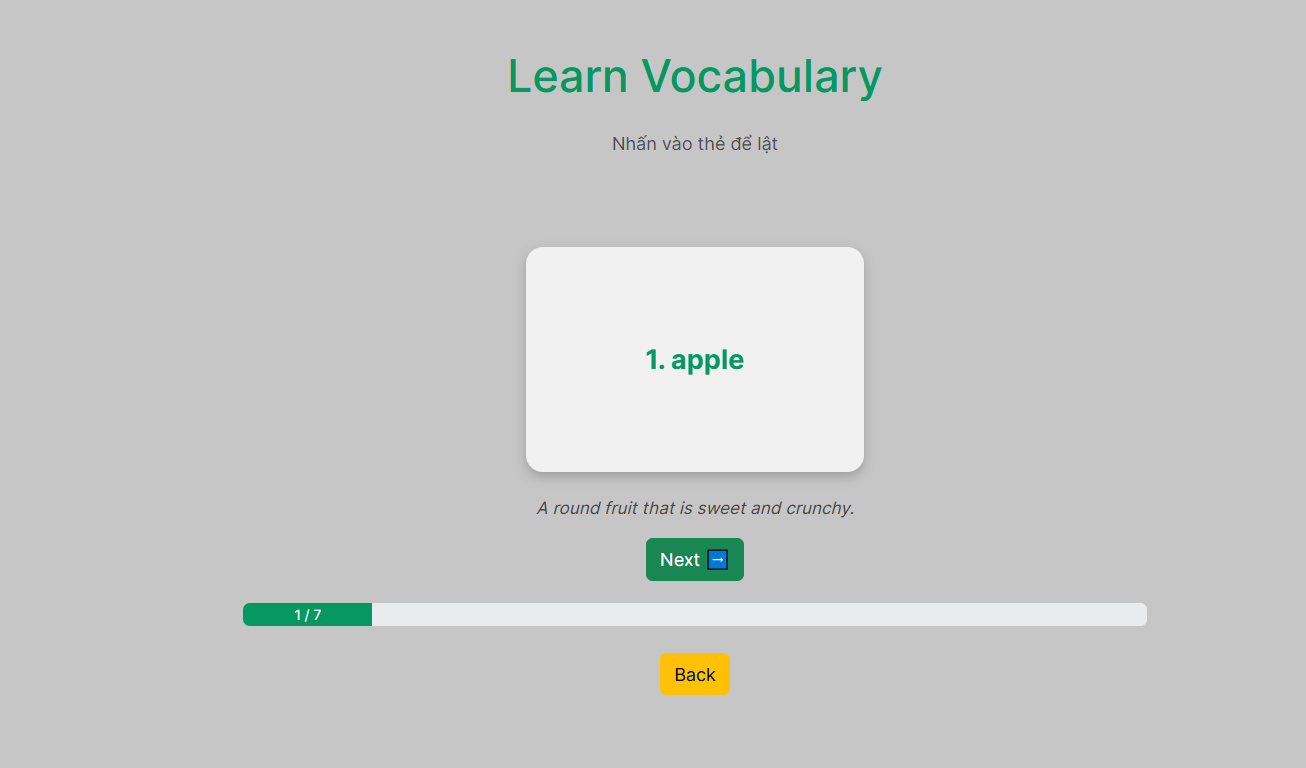 Learn Vocabulary
Nhấn vào thẻ để lật
1. apple
A round fruit that is sweet and crunchy.
Next ➡
1 / 7
Back